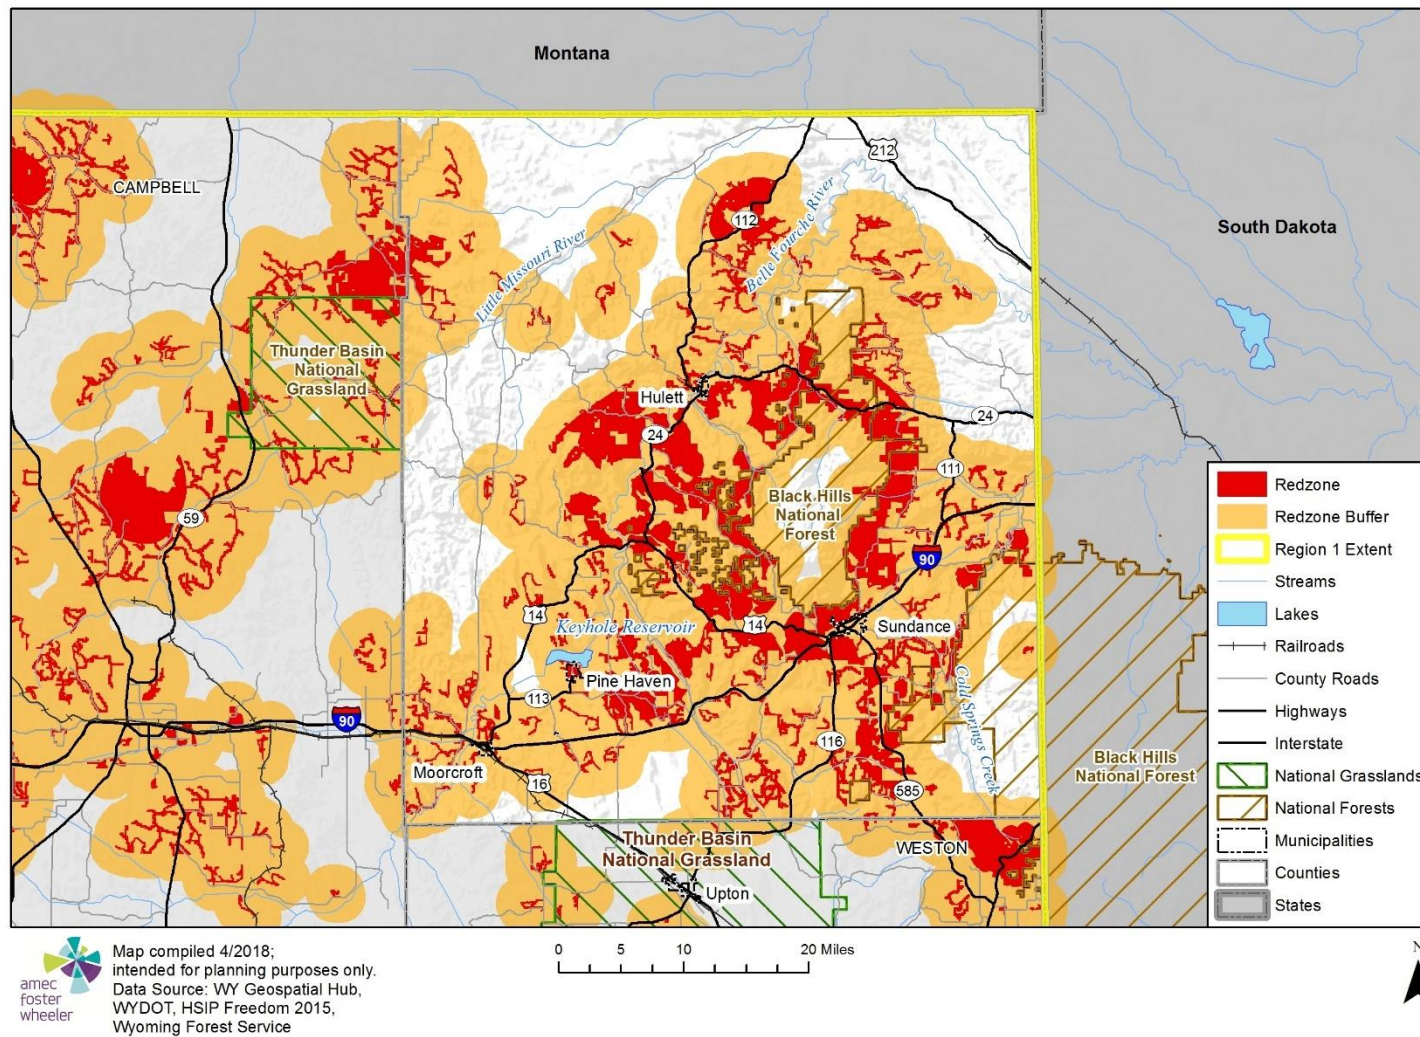 Montana
212
CAMPBELL
South Dakota
112
Belle Fourche River
Little Missouri River
Thunder Basin
National
Grassland
Hulett
24
24
111
Black Hills
National
Forest
59
90
14
Keyhole Reservoir
14
Sundance
Pine Haven
113
Cold Springs Creek
90
116
Moorcroft
16
585
Black Hills
National Forest
Thunder Basin
National Grassland
WESTON
Upton
Redzone
Redzone Buffer
Region 1 Extent
Streams
Lakes
Railroads
County Roads
Highways
Interstate
National Grasslands
National Forests
Municipalities
Counties
States
amec
foster
wheeler
Map compiled 4/2018;
intended for planning purposes only.
Data Source: WY Geospatial Hub,
WYDOT, HSIP Freedom 2015,
Wyoming Forest Service
0 5 10 20 Miles
N